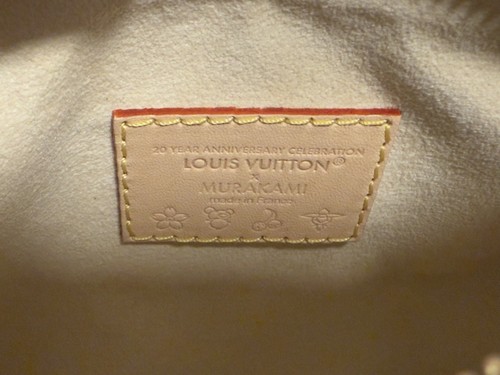 20 YEAR ANNIVERSARY CELEBRATION
LOUIS VUITTON®
×
MURAKAMI
made in France